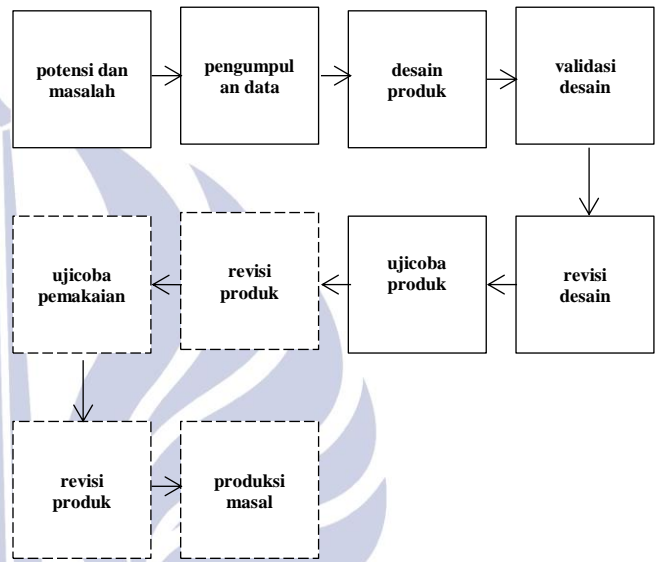 potensi dan
masalah
pengumpul
an data
desain
produk
validasi
desain
revisi
desain
ujicoba
produk
revisi
produk
ujicoba
pemakaian
revisi
produk
produksi
masal